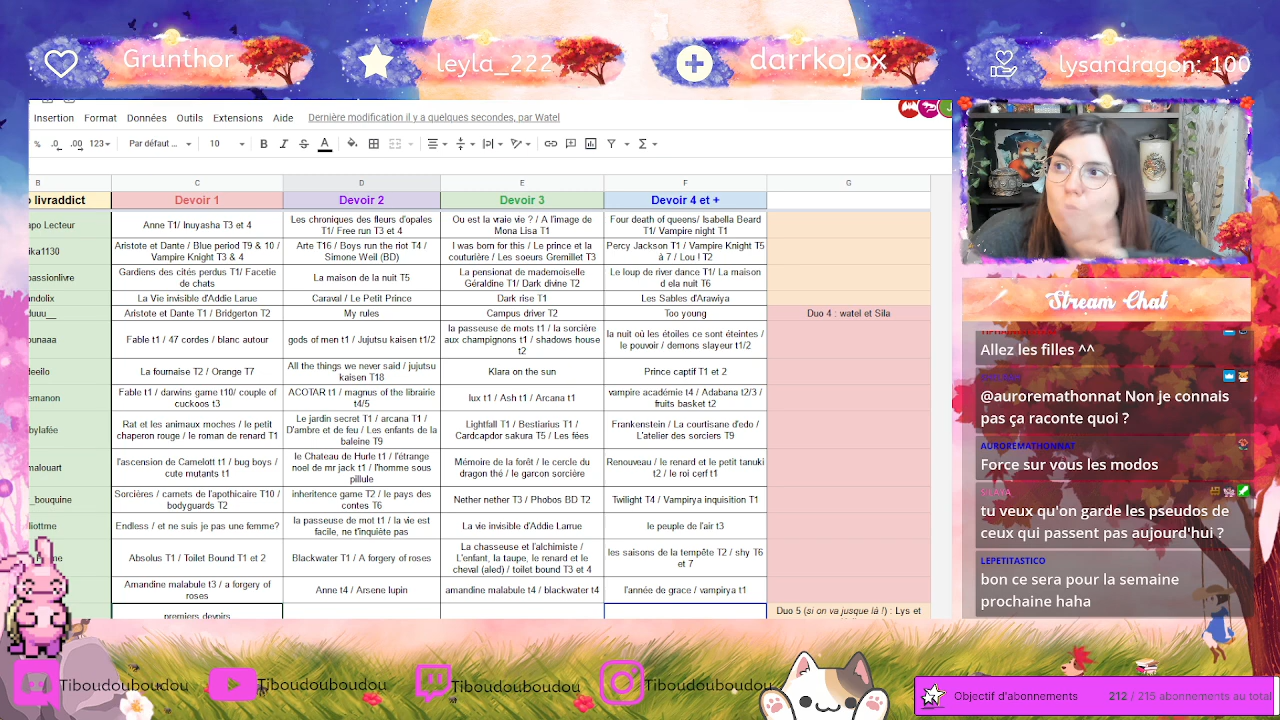 Grunthor
leyla_222
darrkojox
lysandragon: 100
Insertion Format Données Outils Extensions Aide Dernière modification il y a quelques secondes, par Watel
% .0 .00 123 Par défaut ... 10 B I S A
B C D E F G
livraddict Devoir 1 Devoir 2 Devoir 3 Devoir 4 et +
apo Lecteur
Anne T1/ Inuyasha T3 et 4
Les chroniques des fleurs d'opales
T1/ Free run T3 et 4
Ou est la vraie vie ? / A l'image de
Mona Lisa T1
Four death of queens/ Isabella Beard
T1/ Vampire night T1
ika1130
Aristote et Dante / Blue period T9 & 10 /
Vampire Knight T3 & 4
Arte T16 / Boys run the riot T4 /
Simone Weil (BD)
I was born for this / Le prince et la
couturière / Les soeurs Gremillet T3
Percy Jackson T1 / Vampire Knight T5
à 7 / Lou ! T2
passionlivre
Gardiens des cités perdus T1/ Facetie
de chats
La maison de la nuit T5
La pensionat de mademoiselle
Géraldine T1/ Dark divine T2
Le loup de river dance T1/ La maison
d ela nuit T6
andolix
La Vie invisible d'Addie Larue
Caraval / Le Petit Prince
Dark rise T1
Les Sables d'Arawiya
duuu__
Aristote et Dante T1 / Bridgerton T2
My rules
Campus driver T2
Too young
Duo 4 : watel et Sila
ounaaa
Fable t1 / 47 cordes / blanc autour
gods of men t1 / Jujutsu kaisen t1/2
la passeuse de mots t1 / la sorcière
aux champignons t1 / shadows house
t2
la nuit où les étoiles ce sont éteintes /
le pouvoir / demons slayer t1/2
eeilo
La fournaise T2 / Orange T7
All the things we never said / jujutsu
kaisen T18
Klara on the sun
Prince captif T1 et 2
emanon
Fable t1 / darwins game t10/ couple of
cuckoos t3
ACOTAR t1 / magnus of the librairie
t4/5
lux t1 / Ash t1 / Arcana t1
vampire académie t4 / Adabana t2/3 /
fruits basket t2
bylafée
Rat et les animaux moches / le petit
chaperon rouge / le roman de renard T1
Le jardin secret T1 / arcana T1 /
D'ambre et de feu / Les enfants de la
baleine T9
Lightfall T1 / Bestiarius T1 /
Cardcapdor sakura T5 / Les fées
Frankenstein / La courtisane d'edo /
L'atelier des sorciers T9
malouart
l'ascension de Camelott t1 / bug boys /
cute mutants t1
le Chateau de Hurle t1 / l'étrange
noel de mr jack t1 / l'homme sous
pillule
Mémoire de la forêt / le cercle du
dragon thé / le garcon sorcière
Renouveau / le renard et le petit tanuki
t2 / le roi cerf t1
_bouquine
Sorcières / carnets de l'apothicaire T10 /
bodyguards T2
inheritence game T2 / le pays des
contes T6
Nether nether T3 / Phobos BD T2
Twilight T4 / Vampirya inquisition T1
liottme
Endless / et ne suis je pas une femme?
la passeuse de mot t1 / la vie est
facile, ne t'inquiète pas
La vie invisible d'Addie Larrue
le peuple de l'air t3
Absolus T1 / Toilet Bound T1 et 2
Blackwater T1 / A forgery of roses
La chasseuse et l'alchimiste /
L'enfant, la taupe, le renard et le
cheval (aled) / toilet bound T3 et 4
les saisons de la tempête T2 / shy T6
et 7
Amandine malabule t3 / a forgery of
roses
Anne t4 / Arsene lupin
amandine malabule t4 / blackwater t4
l'année de grace / vampirya t1
premiers devoirs
Duo 5 (si on va jusque là !) : Lys et
Stream Chat
Allez les filles ^^
@auroremathonnat Non je connais
pas ça raconte quoi ?
AUROREMATHONNAT
Force sur vous les modos
SILAYA
tu veux qu'on garde les pseudos de
ceux qui passent pas aujourd'hui ?
LEPETITASTICO
bon ce sera pour la semaine
prochaine haha
Tiboudouboudou
Tiboudouboudou
Tiboudouboudou
Tiboudouboudou
Objectif d'abonnements 212 / 215 abonnements au total